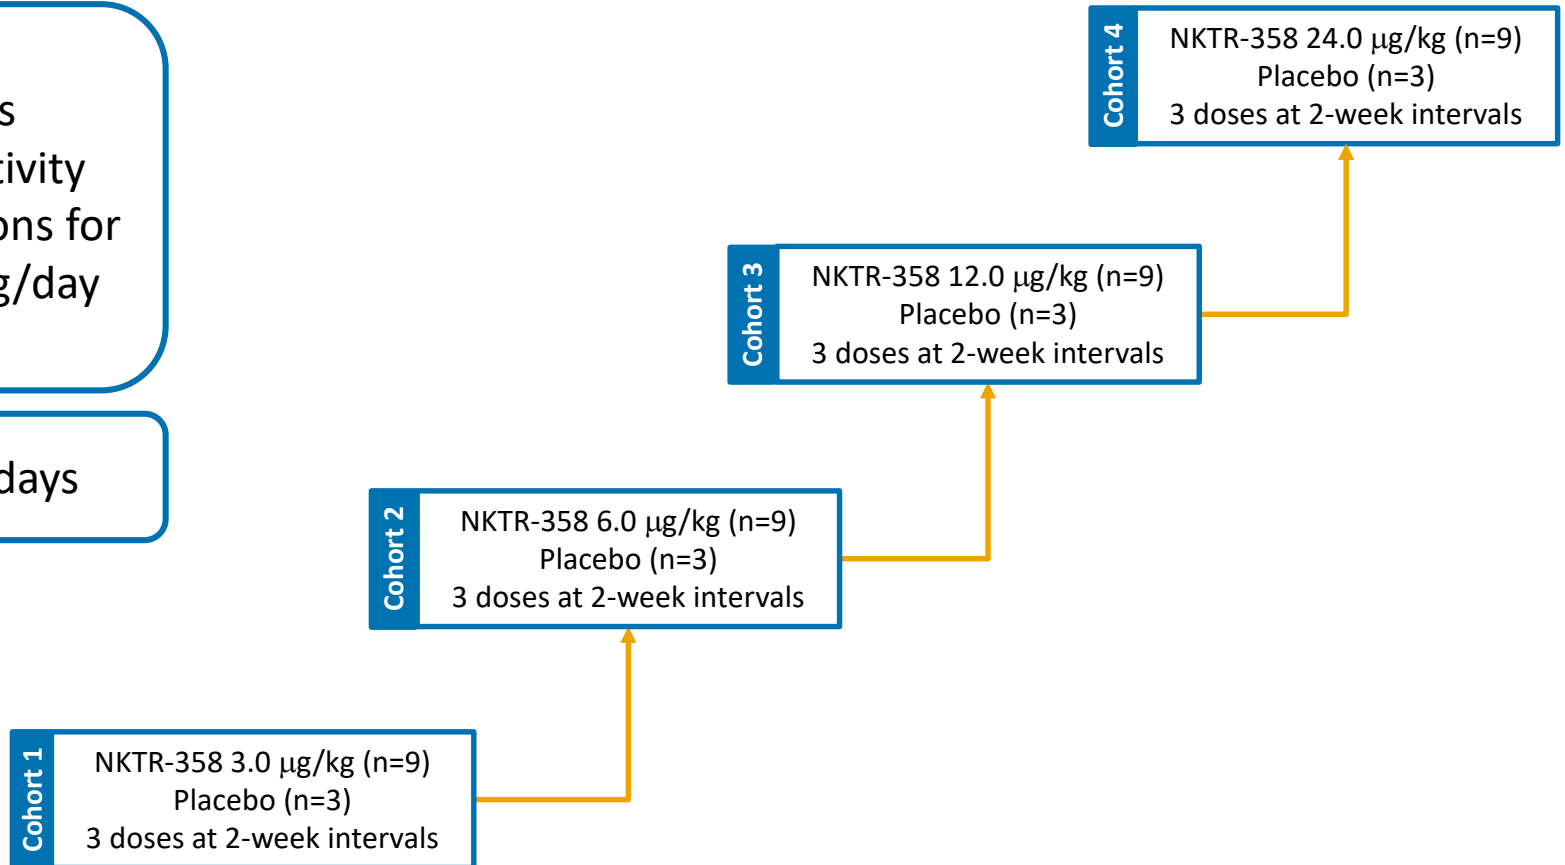 s
tivity
ons for
g/day
days
Cohort 4
NKTR-358 24.0 μg/kg (n=9)
Placebo (n=3)
3 doses at 2-week intervals
Cohort 3
NKTR-358 12.0 μg/kg (n=9)
Placebo (n=3)
3 doses at 2-week intervals
Cohort 2
NKTR-358 6.0 μg/kg (n=9)
Placebo (n=3)
3 doses at 2-week intervals
Cohort 1
NKTR-358 3.0 μg/kg (n=9)
Placebo (n=3)
3 doses at 2-week intervals